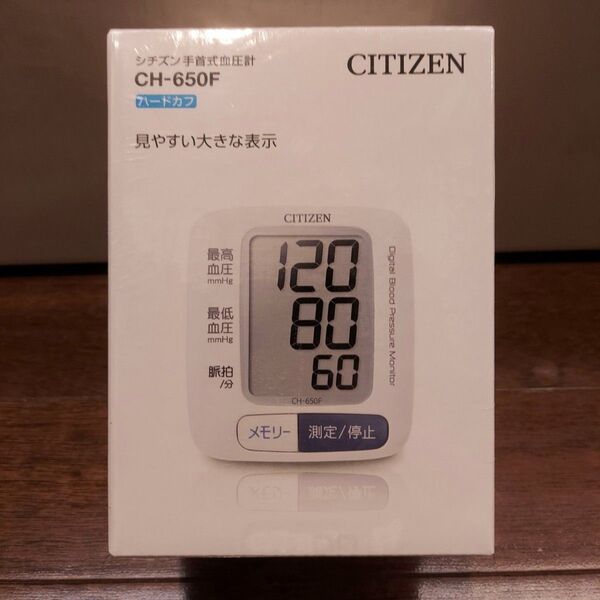 シチズン手首式血圧計
CH-650F
ハードカフ
CITIZEN
見やすい大きな表示
CITIZEN
最高
血圧
mmHg
120
最低
血圧
mmHg
80
脈拍
/分
60
Digital Blood Pressure Monitor
CH-650F
メモリー
測定/停止